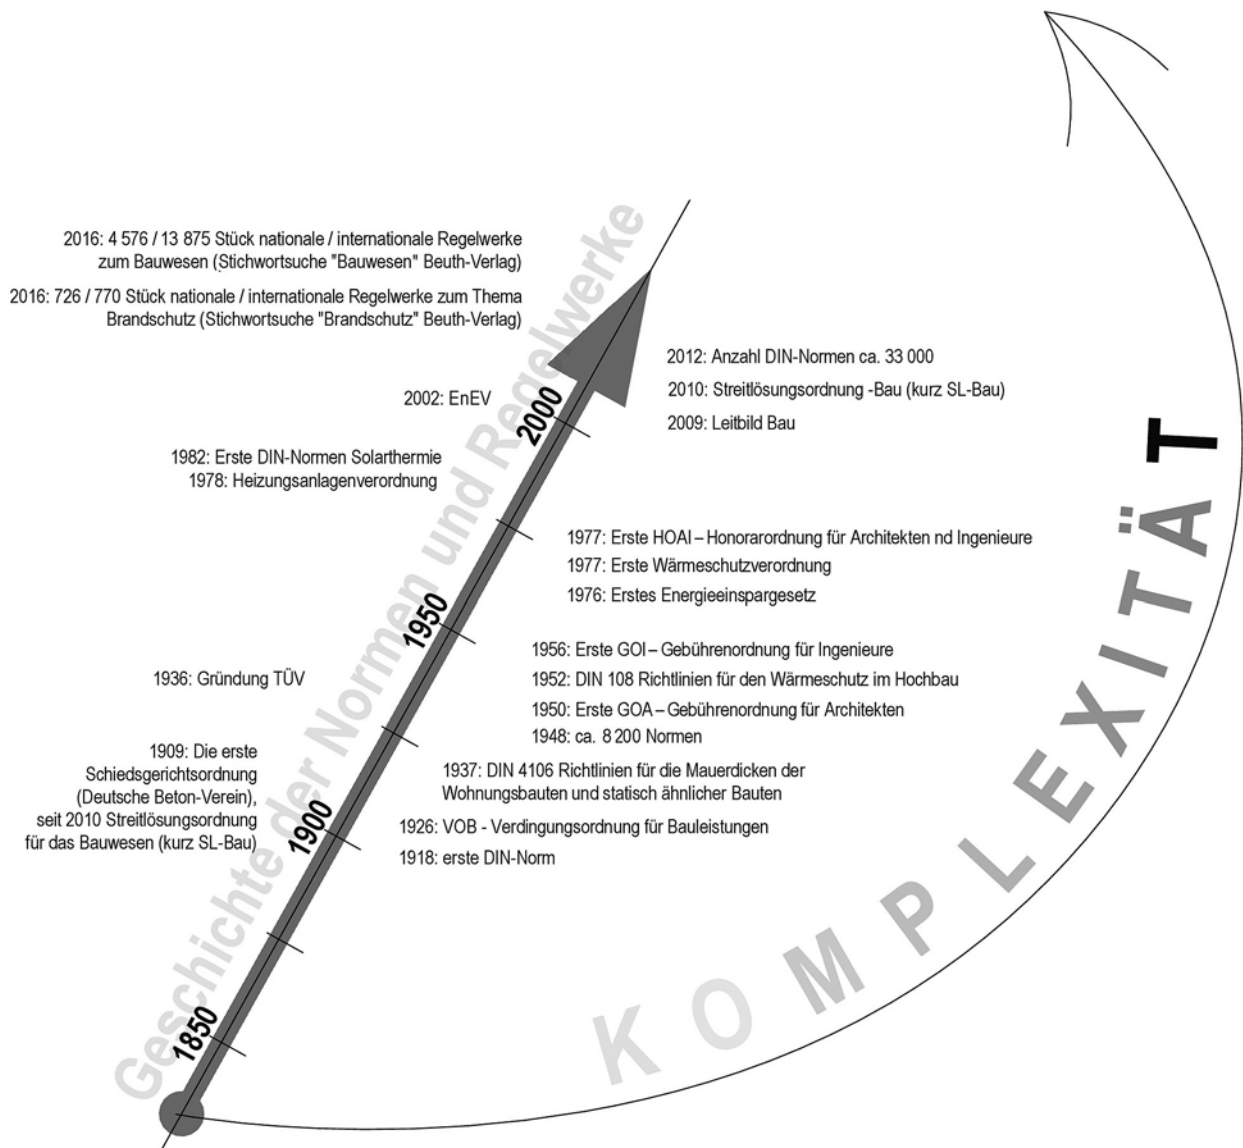 2016: 4 576 / 13 875 Stück nationale / internationale Regelwerke
zum Bauwesen (Stichwortsuche "Bauwesen" Beuth-Verlag)
2016: 726 / 770 Stück nationale / internationale Regelwerke zum Thema
Brandschutz (Stichwortsuche "Brandschutz" Beuth-Verlag)
2002: EnEV
1982: Erste DIN-Normen Solarthermie
1978: Heizungsanlagenverordnung
1936: Gründung TÜV
1909: Die erste
Schiedsgerichtsordnung
(Deutsche Beton-Verein),
seit 2010 Streitlösungsordnung
für das Bauwesen (kurz SL-Bau)
Geschichte der Normen und Regelwerke
2000
1950
1900
1850
2012: Anzahl DIN-Normen ca. 33 000
2010: Streitlösungsordnung -Bau (kurz SL-Bau)
2009: Leitbild Bau
1977: Erste HOAI – Honorarordnung für Architekten nd Ingenieure
1977: Erste Wärmeschutzverordnung
1976: Erstes Energieeinspargesetz
1956: Erste GOI – Gebührenordnung für Ingenieure
1952: DIN 108 Richtlinien für den Wärmeschutz im Hochbau
1950: Erste GOA – Gebührenordnung für Architekten
1948: ca. 8 200 Normen
1937: DIN 4106 Richtlinien für die Mauerdicken der
Wohnungsbauten und statisch ähnlicher Bauten
1926: VOB - Verdingungsordnung für Bauleistungen
1918: erste DIN-Norm
KOMPLEXITÄT